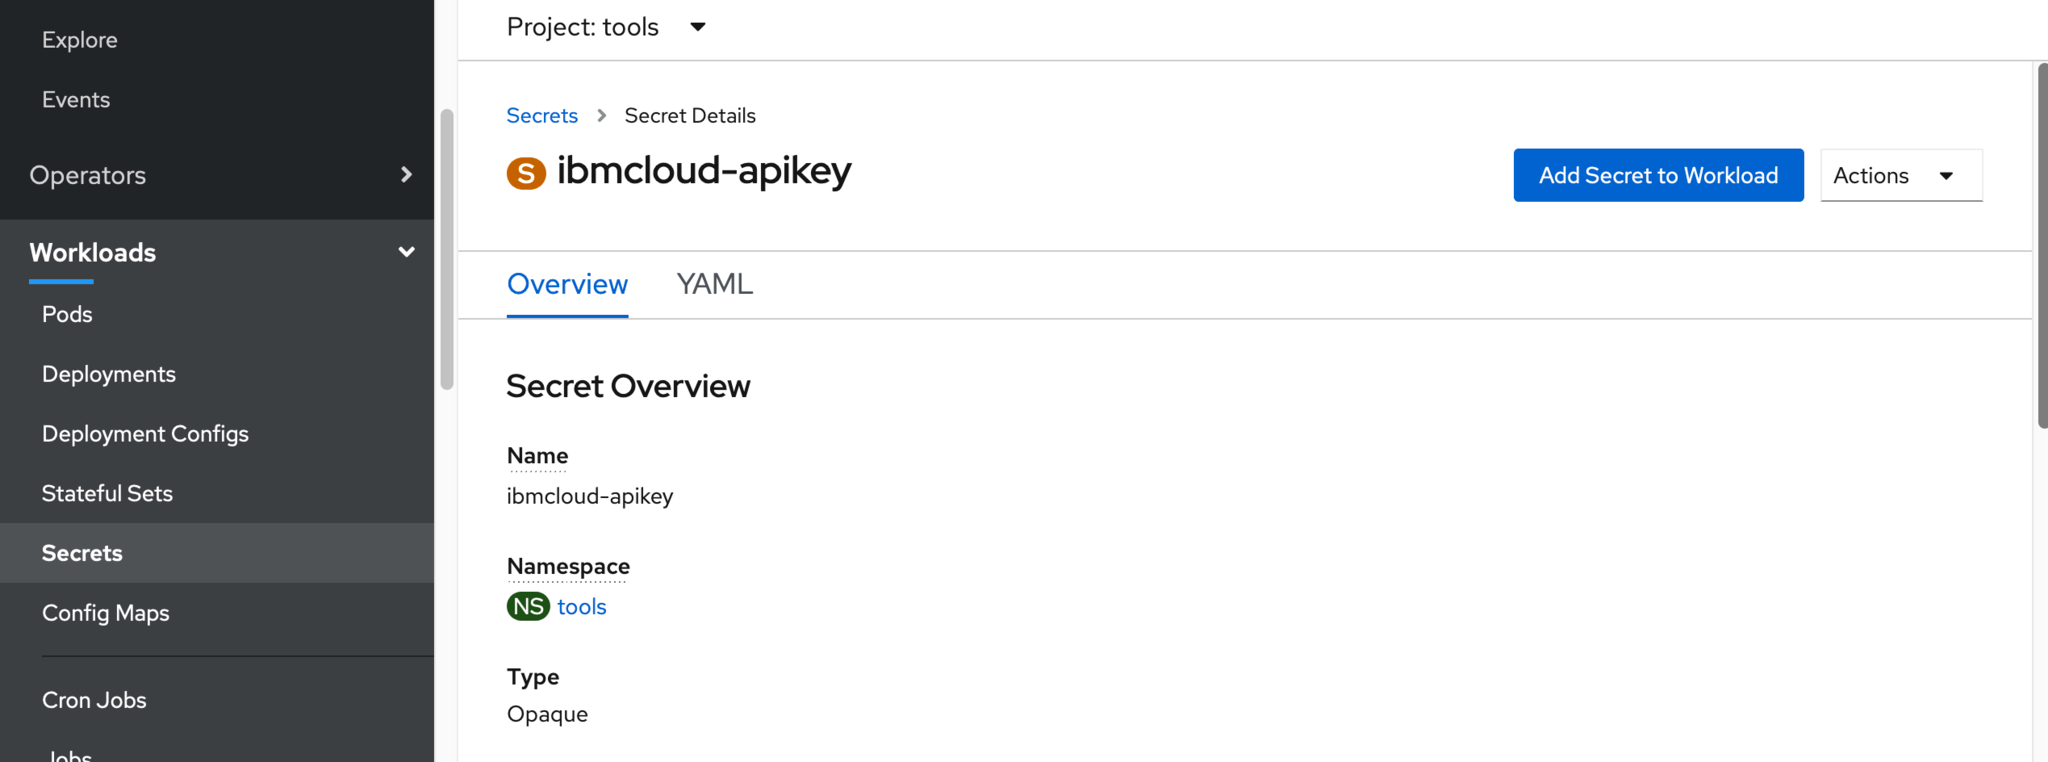 Explore
Events
Operators
Workloads
Pods
Deployments
Deployment Configs
Stateful Sets
Secrets
Config Maps
Cron Jobs
Jobs
Project: tools
Secrets > Secret Details
S ibmcloud-apikey
Add Secret to Workload
Actions
Overview YAML
Secret Overview
Name
ibmcloud-apikey
Namespace
NS tools
Type
Opaque